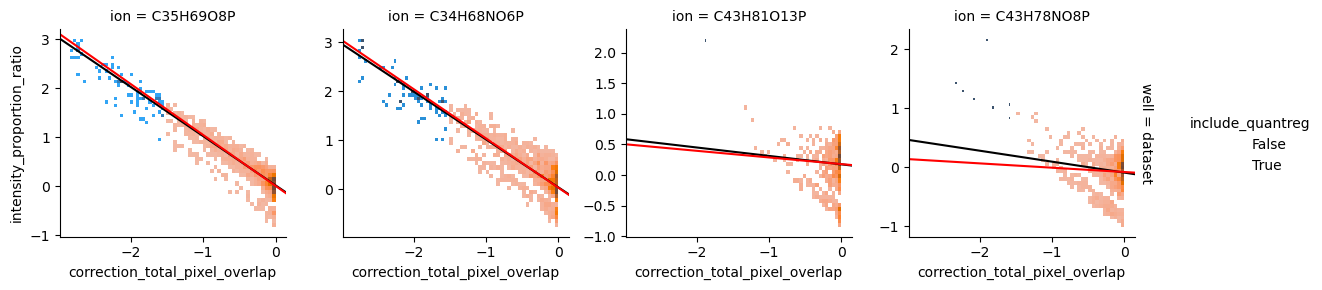 ion = C35H69O8P
ion = C34H68NO6P
ion = C43H81O13P
ion = C43H78NO8P
intensity_proportion_ratio
3
2
1
0
−1
−2
−1
0
correction_total_pixel_overlap
3
2
1
0
−2
−1
0
correction_total_pixel_overlap
2.0
1.5
1.0
0.5
0.0
−0.5
−1.0
−2
−1
0
correction_total_pixel_overlap
2
1
0
−1
−2
−1
0
correction_total_pixel_overlap
well = dataset
include_quantreg
False
True